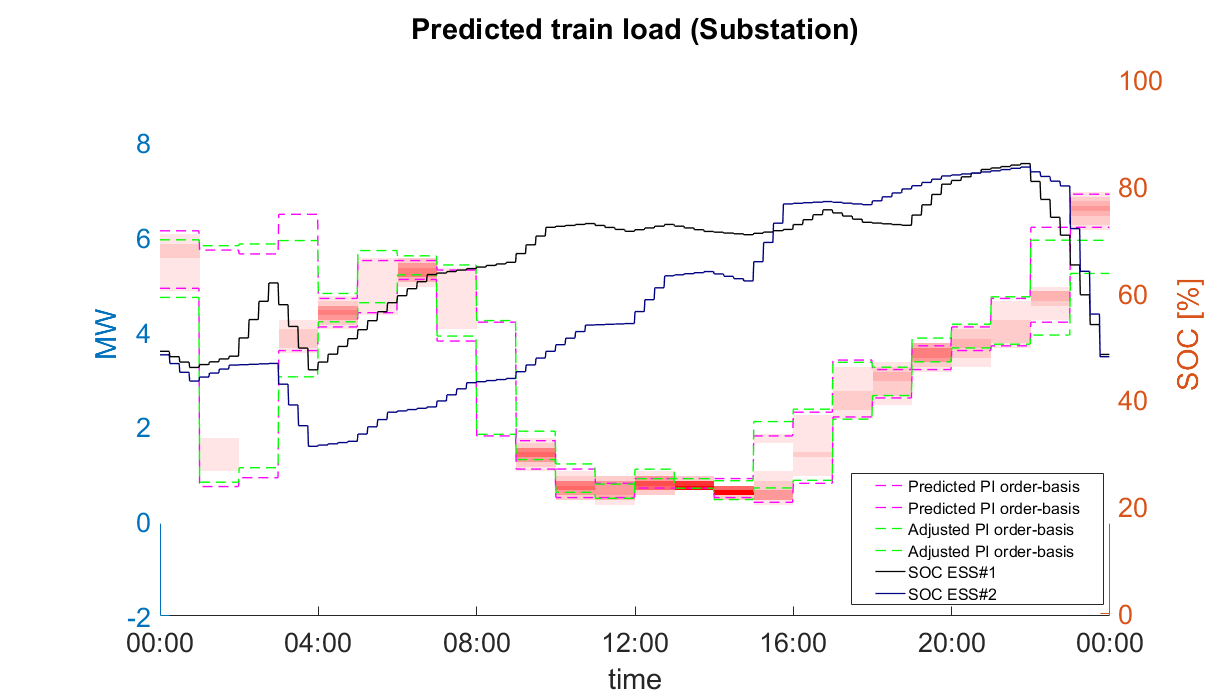 Predicted train load (Substation)
100
8
80
6
60
MW
4
SOC [%]
40
2
20
0
Predicted PI order-basis
Predicted PI order-basis
Adjusted PI order-basis
Adjusted PI order-basis
SOC ESS#1
SOC ESS#2
-2
0
00:00 04:00 08:00 12:00 16:00 20:00 00:00
time